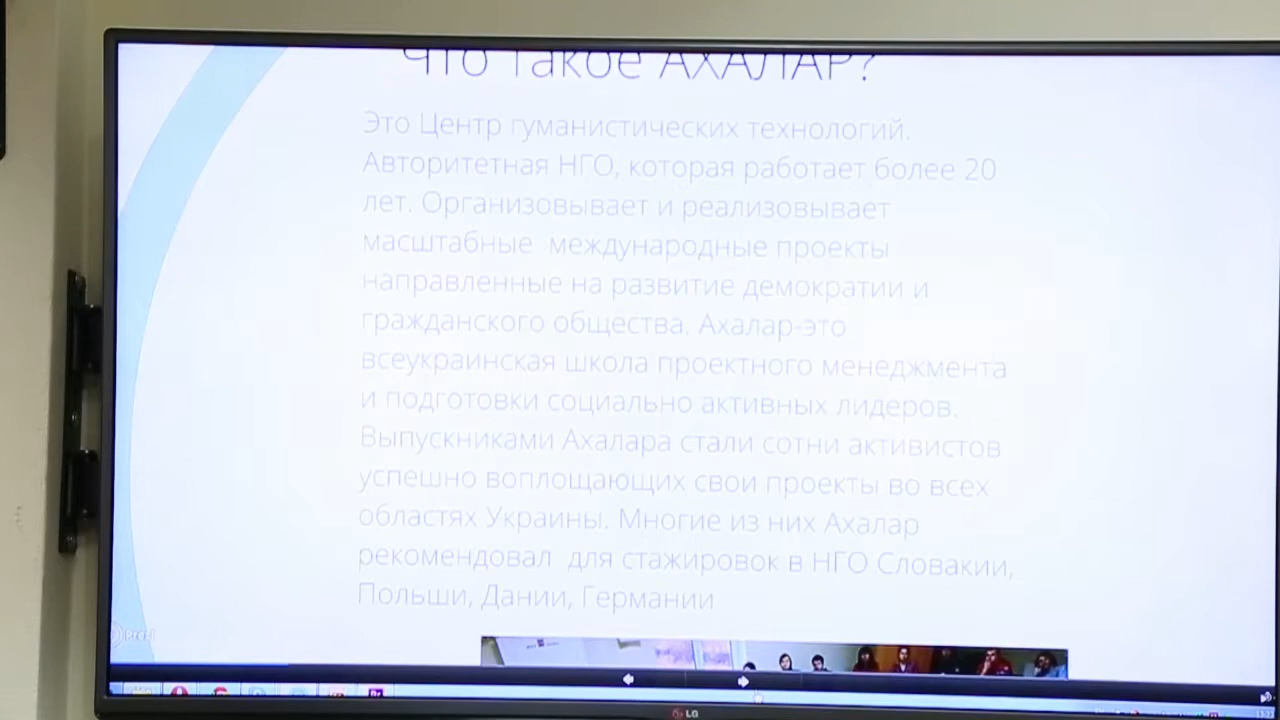 Что такое АХАЛАР?
Это Центр гуманистических технологий.
Авторитетная НГО, которая работает более 20
лет. Организовывает и реализовывает
масштабные международные проекты
направленные на развитие демократии и
гражданского общества. Ахалар-это
всеукраинская школа проектного менеджмента
и подготовки социально активных лидеров.
Выпускниками Ахалара стали сотни активистов
успешно воплощающих свои проекты во всех
областях Украины. Многие из них Ахалар
рекомендовал для стажировок в НГО Словакии,
Польши, Дании, Германии
Prezi
LG